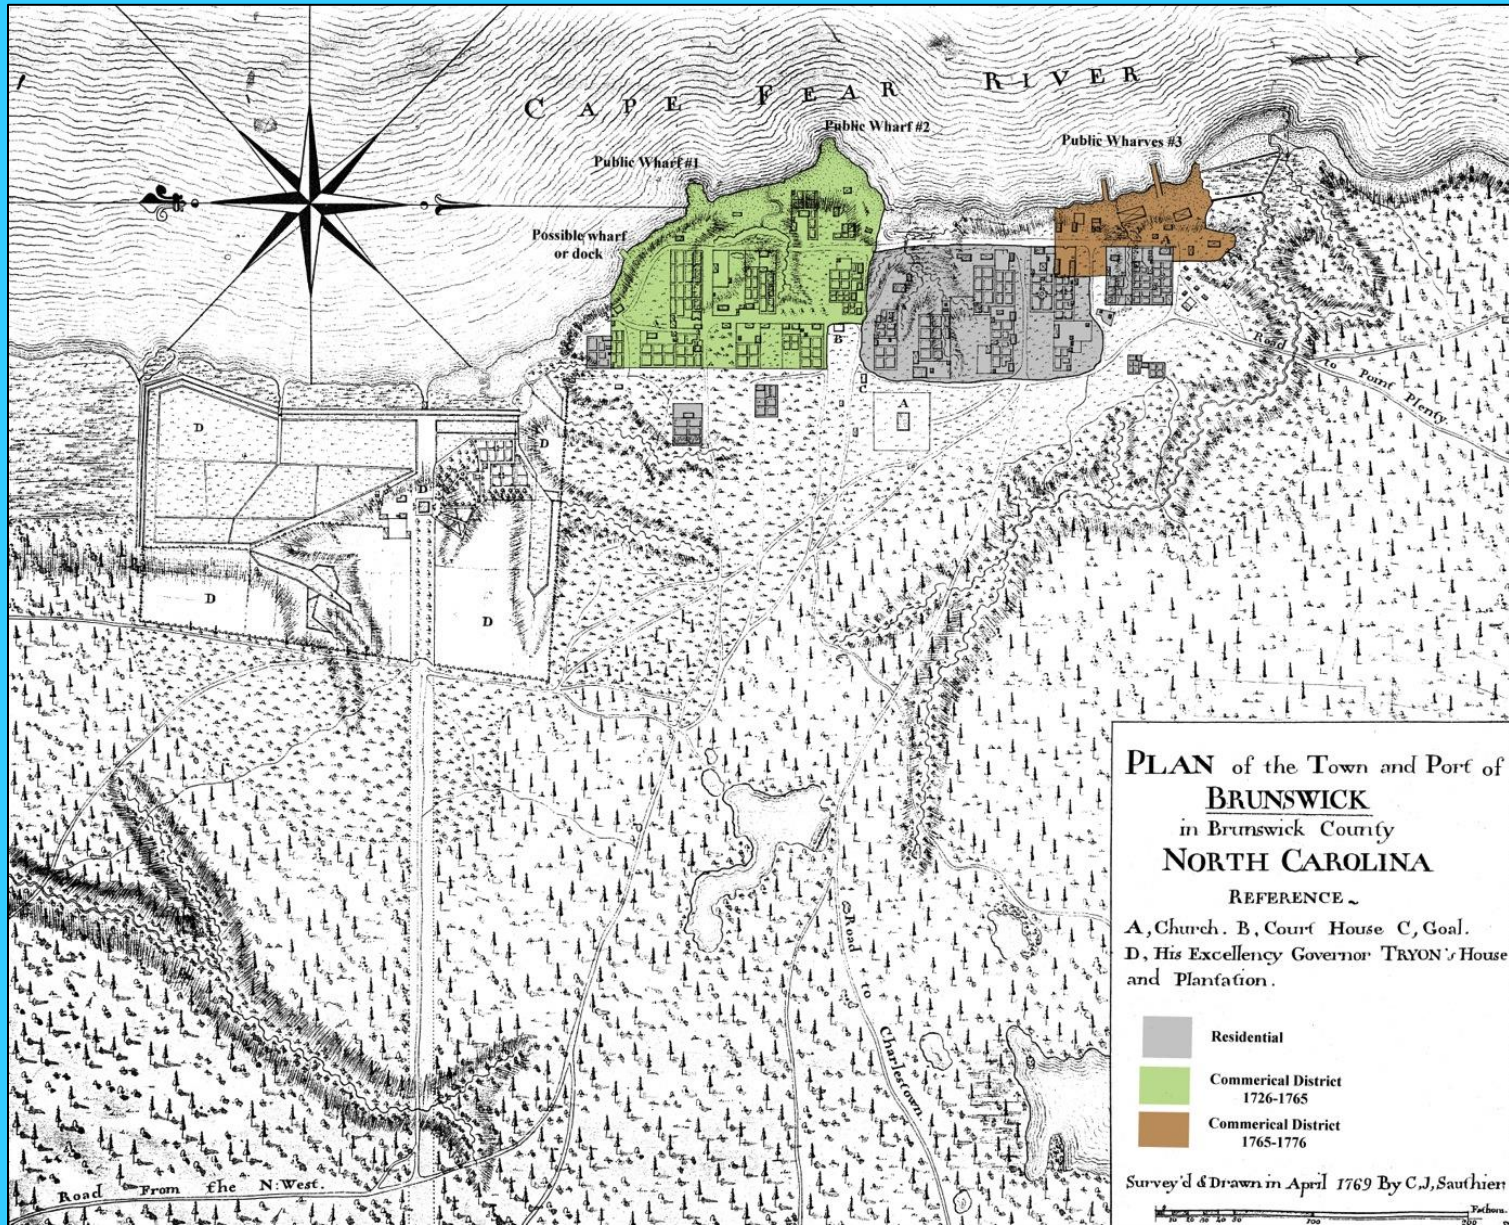 CAPE FEAR RIVER
Public Wharf #2
Public Wharves #3
Public Wharf #1
Possible wharf
or dock
A
B
C
A
D
D
D
D
D
Road to Point Plenty
Road to Charlestown
Road From the N:West.
PLAN of the Town and Port of
BRUNSWICK
in Brunswick County
NORTH CAROLINA
REFERENCE
A, Church. B, Court House C, Goal.
D, His Excellency Governor TRYON's House
and Plantation.
Residential
Commerical District
1726-1765
Commerical District
1765-1776
Survey'd & Drawn in April 1769 By C,J,Sauthier